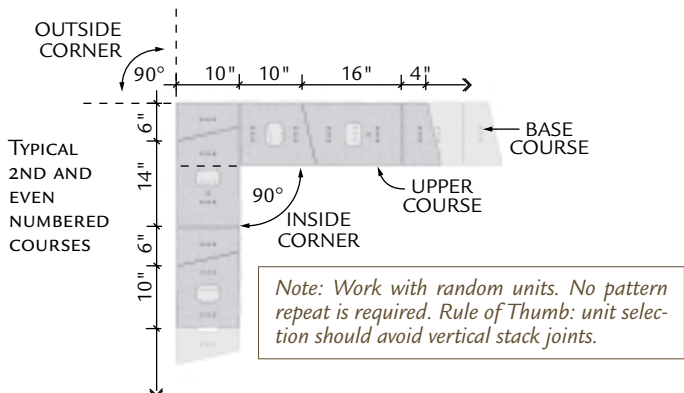 OUTSIDE
CORNER
90°
10" 10" 16" 4"
6"
14"
6"
10"
TYPICAL
2ND AND
EVEN
NUMBERED
COURSES
BASE
COURSE
UPPER
COURSE
90°
INSIDE
CORNER
Note: Work with random units. No pattern
repeat is required. Rule of Thumb: unit selec-
tion should avoid vertical stack joints.